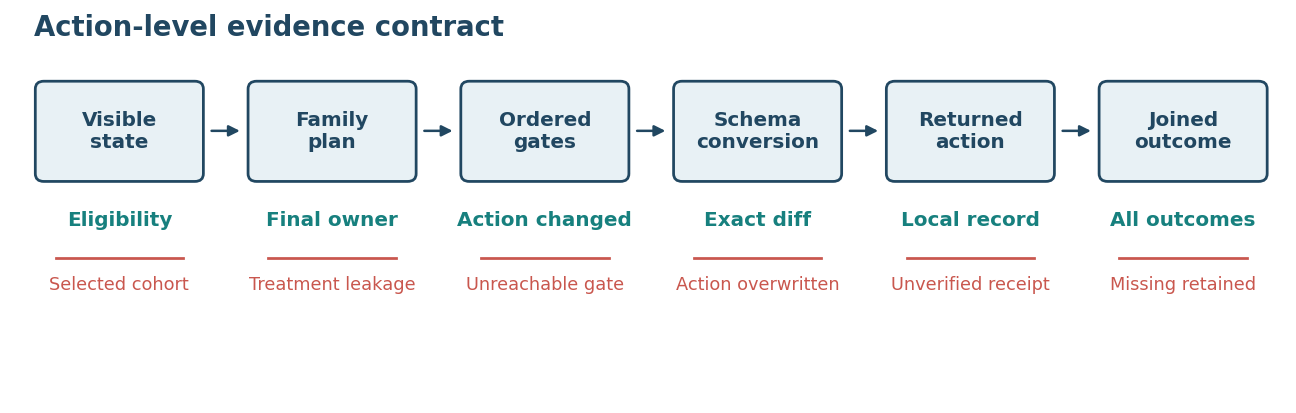 Action-level evidence contract
Visible
state
Family
plan
Ordered
gates
Schema
conversion
Returned
action
Joined
outcome
Eligibility
Final owner
Action changed
Exact diff
Local record
All outcomes
Selected cohort
Treatment leakage
Unreachable gate
Action overwritten
Unverified receipt
Missing retained